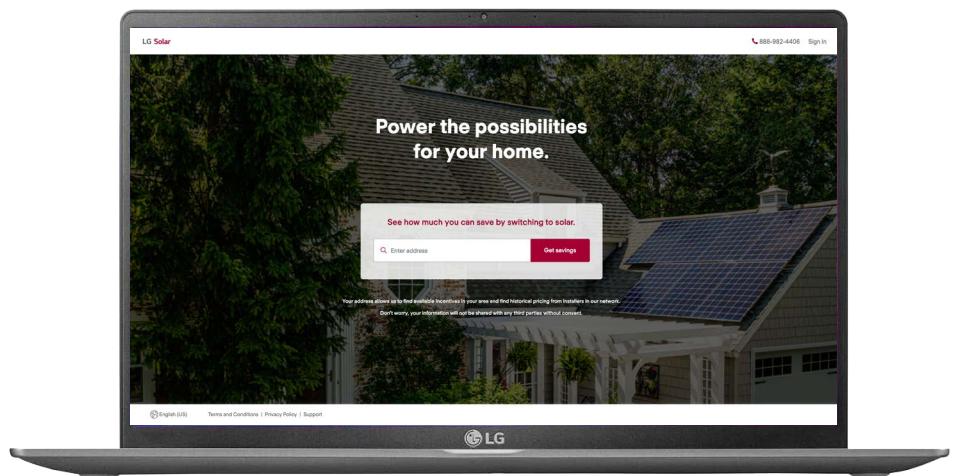 LG Solar
888-982-4406 Sign in
Power the possibilities
for your home.
See how much you can save by switching to solar.
Enter address
Get savings
Your address allows us to find available incentives in your area and find historical pricing from installers in our network.
Don't worry, your information will not be shared with any third parties without consent.
English (US) Terms and Conditions | Privacy Policy | Support
LG